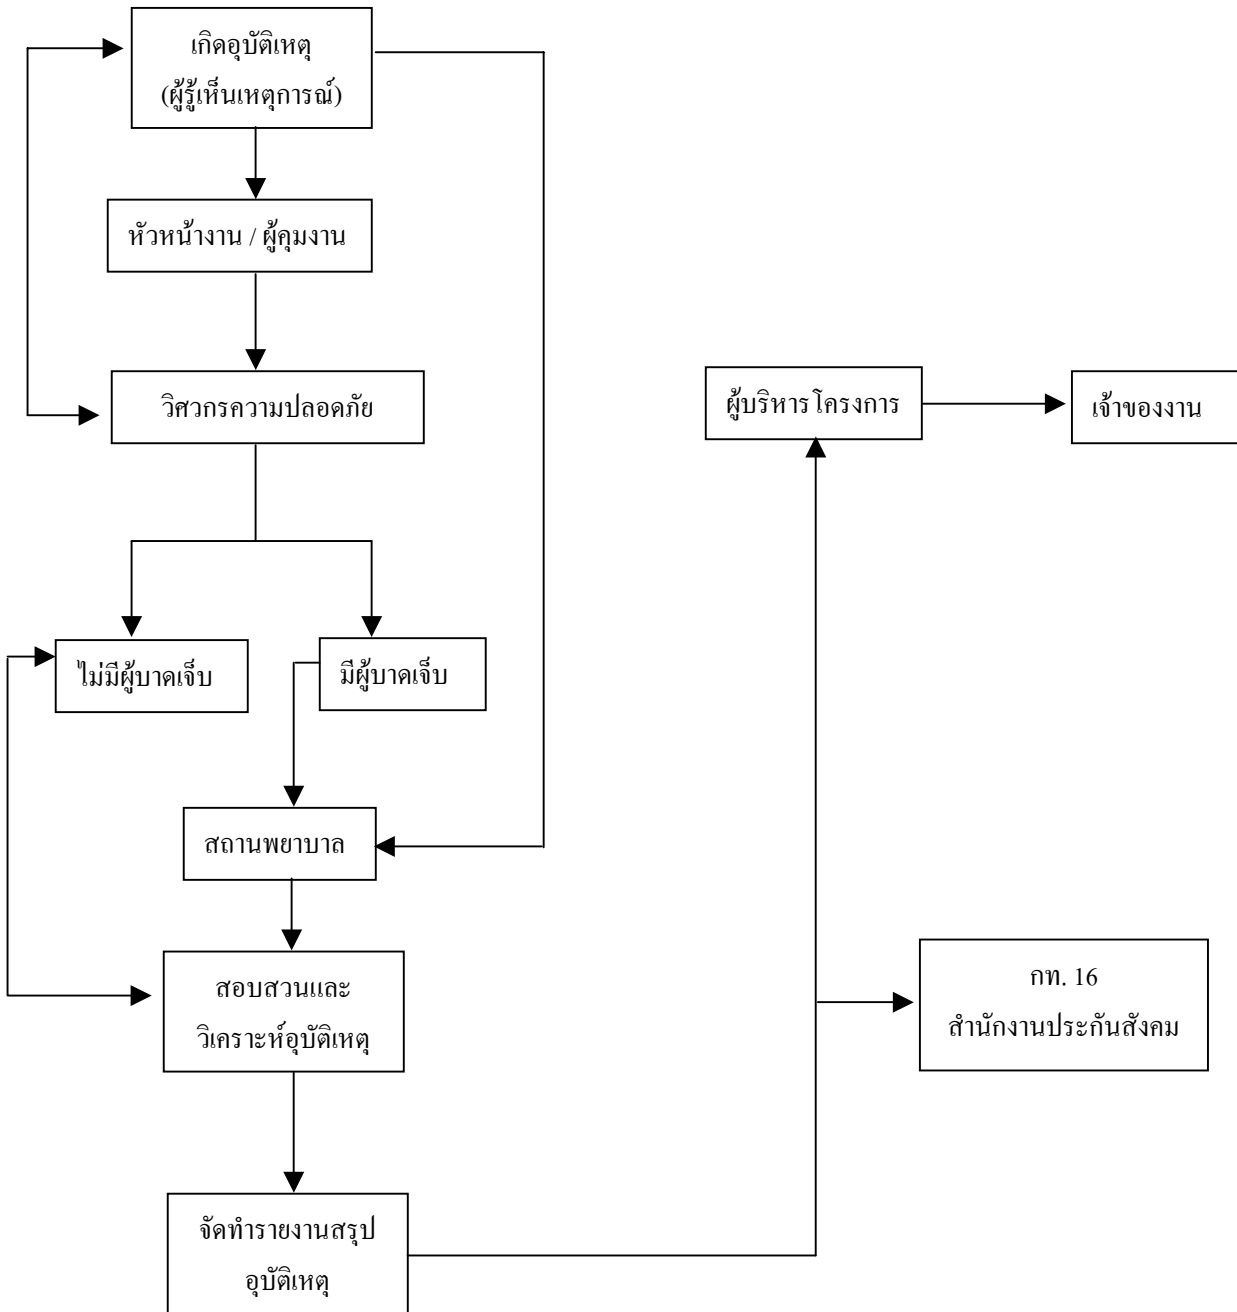 เกิดอุบัติเหตุ
(ผู้รู้เห็นเหตุการณ์)
หัวหน้างาน / ผู้คุมงาน
วิศวกรความปลอดภัย
ผู้บริหารโครงการ
เจ้าของงาน
ไม่มีผู้บาดเจ็บ
มีผู้บาดเจ็บ
สถานพยาบาล
สอบสวนและ
วิเคราะห์อุบัติเหตุ
กท. 16
สำนักงานประกันสังคม
จัดทำรายงานสรุป
อุบัติเหตุ